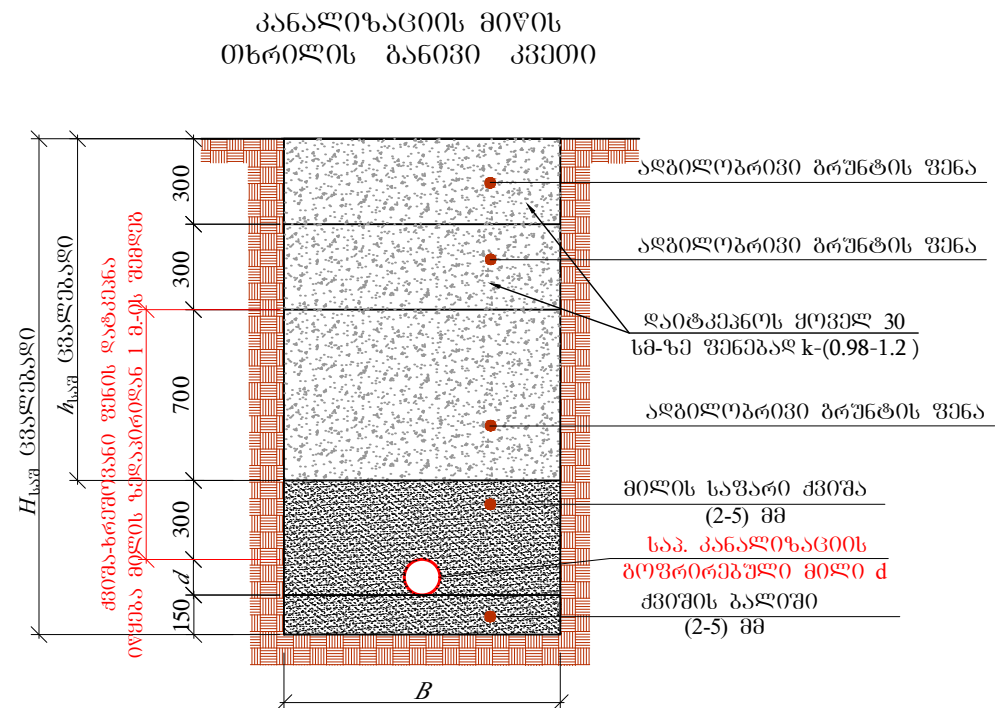 კანალიზაციის მიწის
თხრილის განივი კვეთი
ადგილობრივი გრუნტის ფენა
ადგილობრივი გრუნტის ფენა
დაიტკეპნოს ყოველ 30
სმ-ზე ფენებად k-(0.98-1.2 )
ადგილობრივი გრუნტის ფენა
მილის საფარი ქვიშა
(2-5) მმ
საპ. კანალიზაციის
გოფრირებული მილი d
ქვიშის ბალიში
(2-5) მმ
Hსაშ ცვალებადი
hსაშ ცვალებადი
ქვიშა-ხრეშოვანი ფენის დატკეპნა
იწყება მილის ზედაპირიდან 1 მ.-ის შემდეგ
300
300
700
300
d
150
B